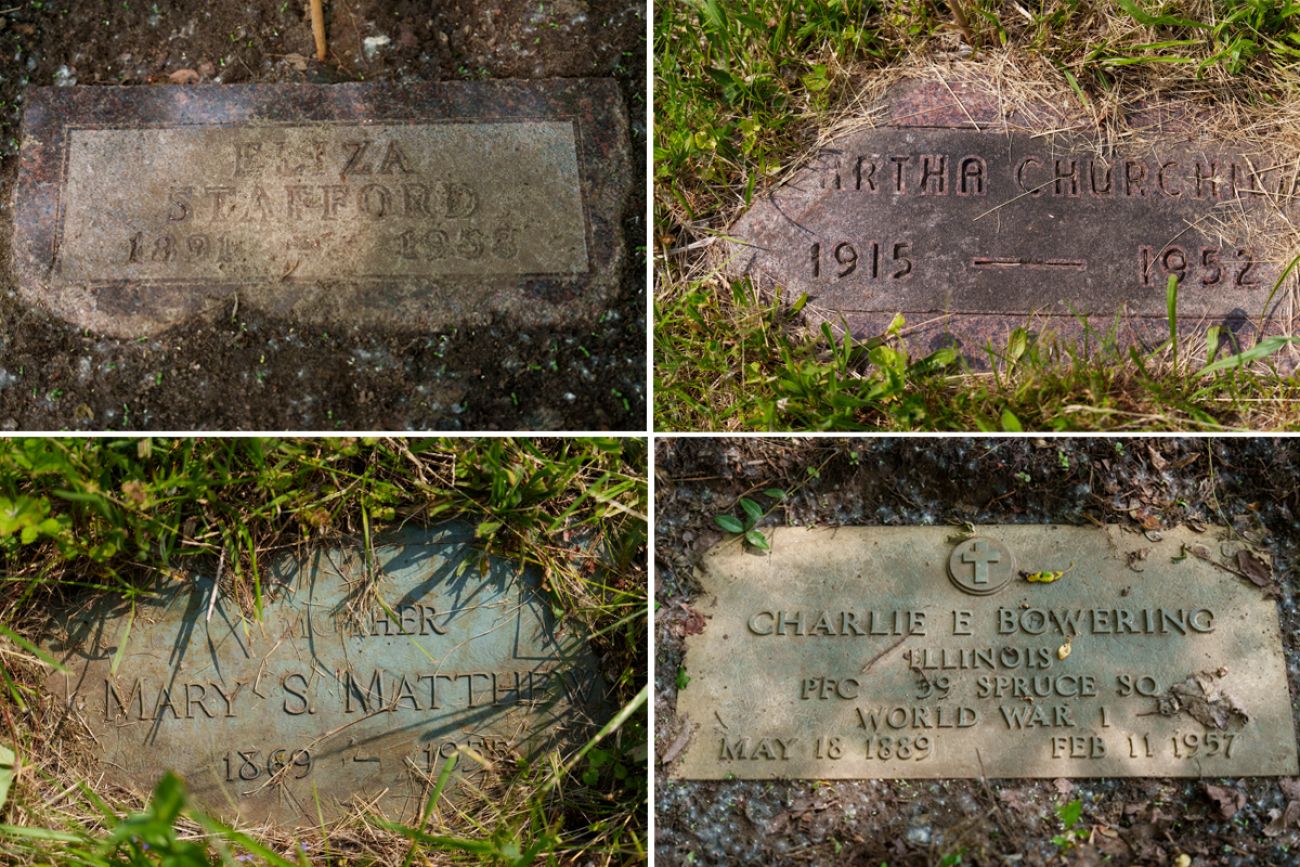 ELIZA
STAFFORD
1891 —
ARTHA CHURCH
1915 — 1952
MOTHER
MARY S. MATTHEW
1869 —
CHARLIE E BOWERING
ILLINOIS
PFC 39 SPRUCE SQ
WORLD WAR I
MAY 18 1889 FEB 11 1957